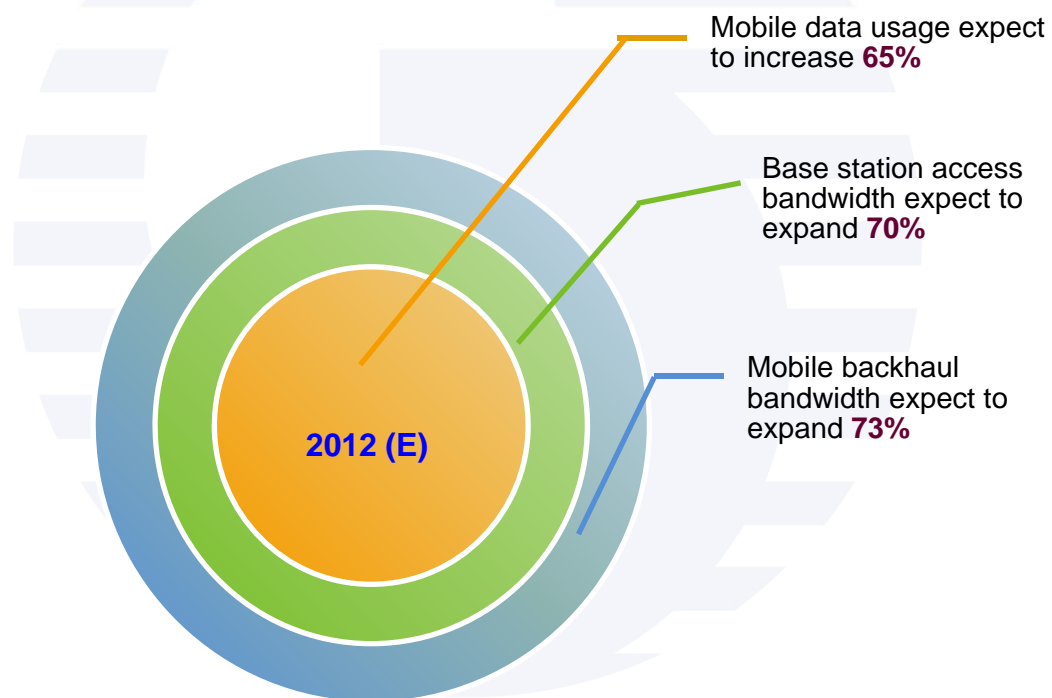 Mobile data usage expect
to increase 65%
Base station access
bandwidth expect to
expand 70%
Mobile backhaul
bandwidth expect to
expand 73%
2012 (E)